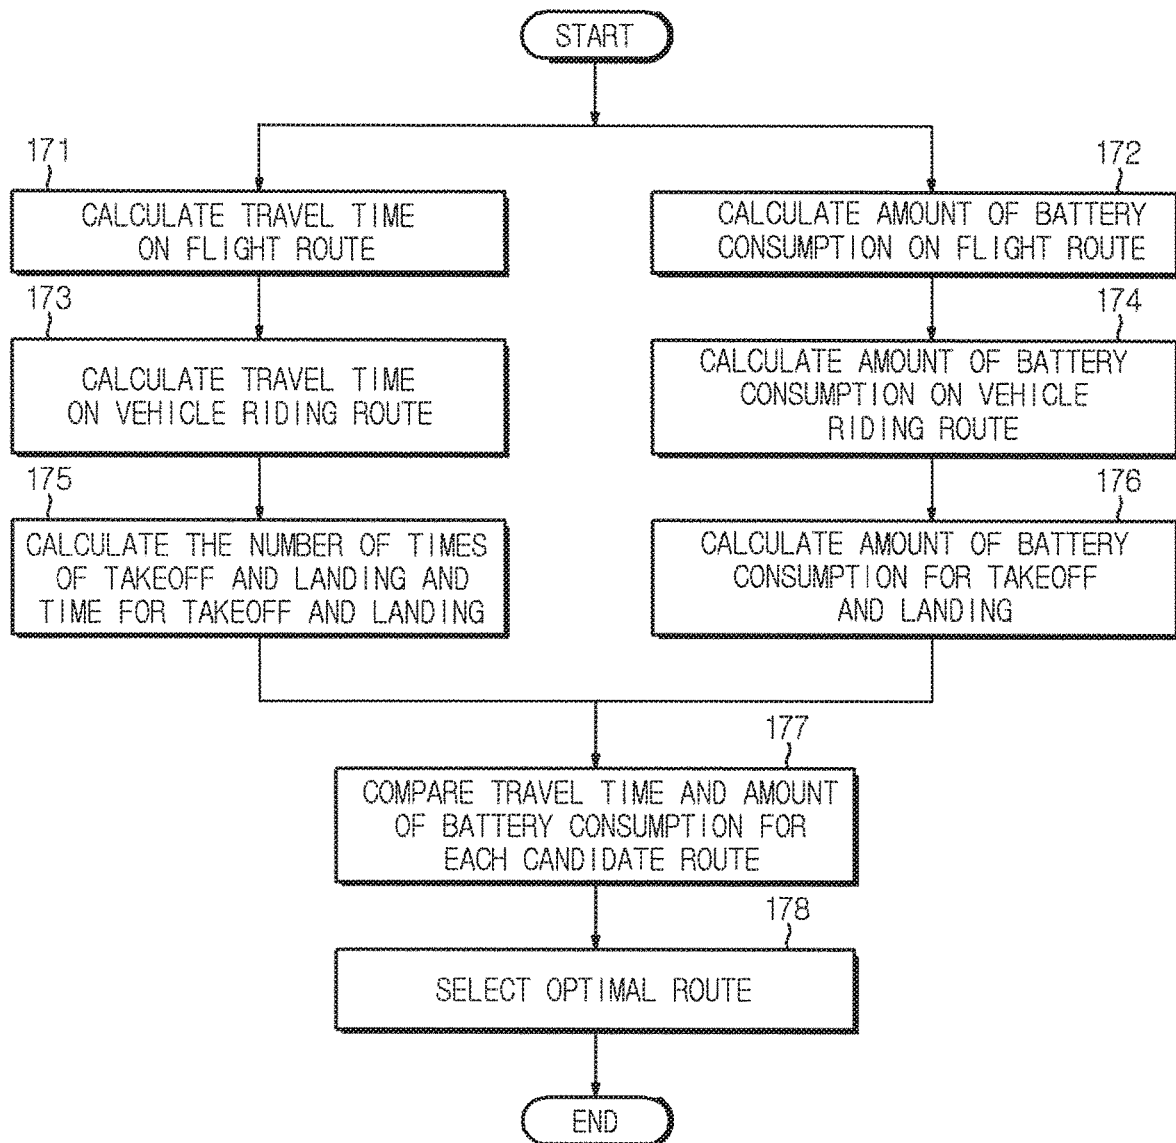 START
171
CALCULATE TRAVEL TIME
ON FLIGHT ROUTE
172
CALCULATE AMOUNT OF BATTERY
CONSUMPTION ON FLIGHT ROUTE
173
CALCULATE TRAVEL TIME
ON VEHICLE RIDING ROUTE
174
CALCULATE AMOUNT OF BATTERY
CONSUMPTION ON VEHICLE
RIDING ROUTE
175
CALCULATE THE NUMBER OF TIMES
OF TAKEOFF AND LANDING AND
TIME FOR TAKEOFF AND LANDING
176
CALCULATE AMOUNT OF BATTERY
CONSUMPTION FOR TAKEOFF
AND LANDING
177
COMPARE TRAVEL TIME AND AMOUNT
OF BATTERY CONSUMPTION FOR
EACH CANDIDATE ROUTE
178
SELECT OPTIMAL ROUTE
END